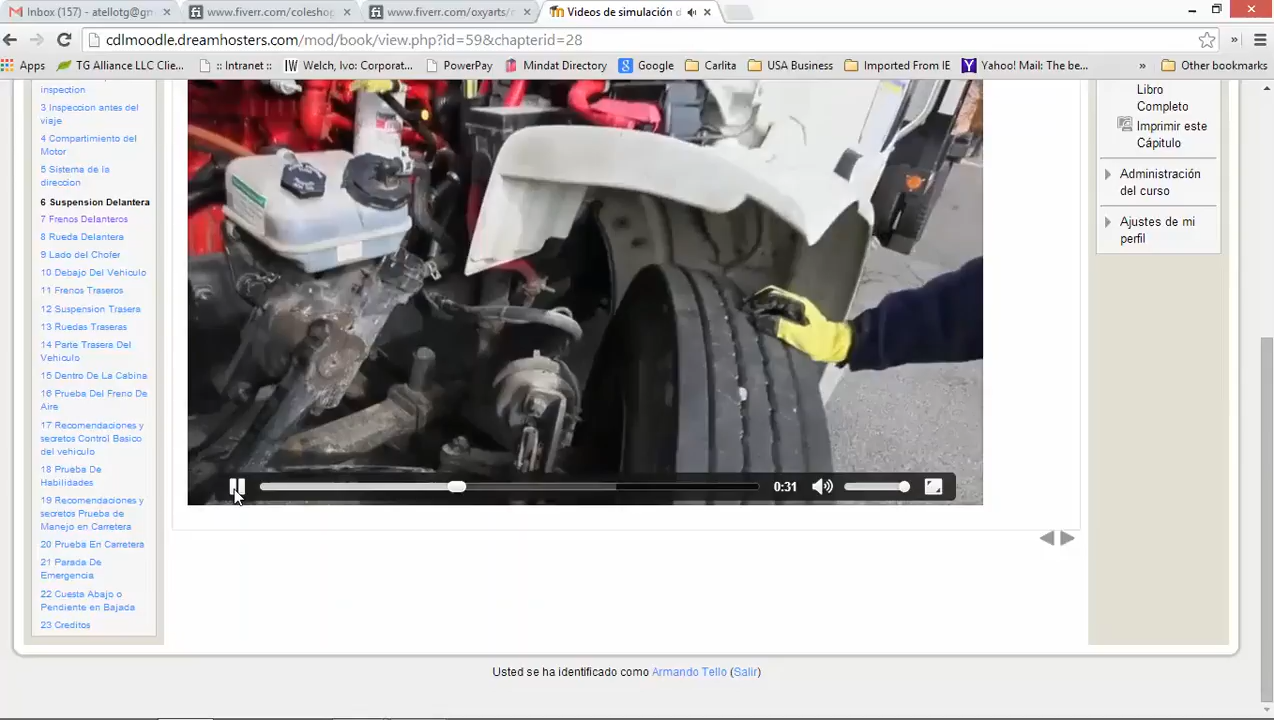 Inbox (157) - atellotg@gm
www.fiverr.com/coleshog
www.fiverr.com/oxyarts/m
Videos de simulación d
cdlmoodle.dreamhosters.com/mod/book/view.php?id=59&chapterid=28
Apps
TG Alliance LLC Clie...
:: Intranet ::
Welch, Ivo: Corporat...
PowerPay
Mindat Directory
Google
Carlita
USA Business
Imported From IE
Yahoo! Mail: The be...
»
Other bookmarks
inspection
3 Inspeccion antes del
viaje
4 Compartimiento del
Motor
5 Sistema de la
direccion
6 Suspension Delantera
7 Frenos Delanteros
8 Rueda Delantera
9 Lado del Chofer
10 Debajo Del Vehiculo
11 Frenos Traseros
12 Suspension Trasera
13 Ruedas Traseras
14 Parte Trasera Del
Vehiculo
15 Dentro De La Cabina
16 Prueba Del Freno De
Aire
17 Recomendaciones y
secretos Control Basico
del vehiculo
18 Prueba De
Habilidades
19 Recomendaciones y
secretos Prueba de
Manejo en Carretera
20 Prueba En Carretera
21 Parada De
Emergencia
22 Cuesta Abajo o
Pendiente en Bajada
23 Creditos
0:31
Libro
Completo
Imprimir este
Cápitulo
Administración
del curso
Ajustes de mi
perfil
Usted se ha identificado como Armando Tello (Salir)